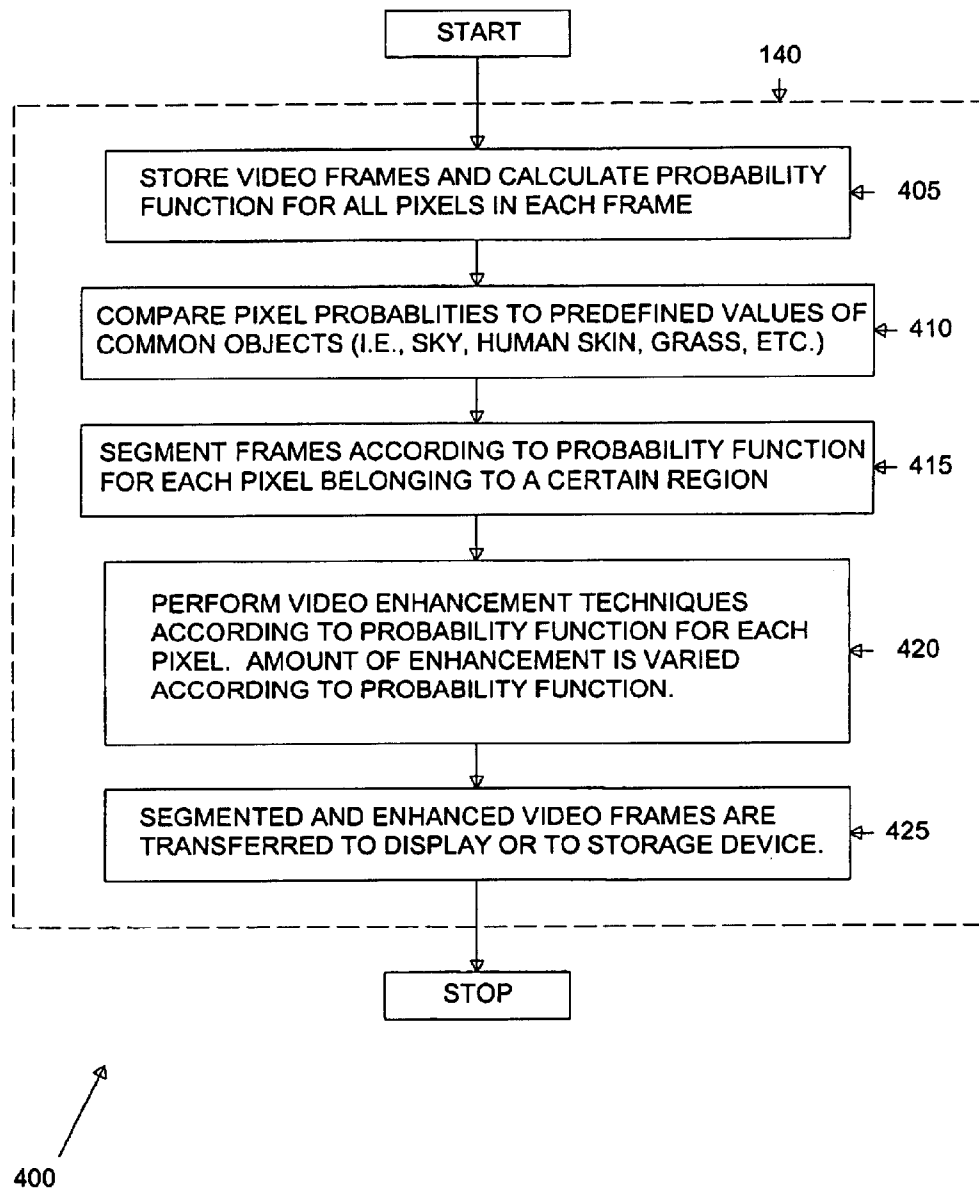 START
140
STORE VIDEO FRAMES AND CALCULATE PROBABILITY
FUNCTION FOR ALL PIXELS IN EACH FRAME
405
COMPARE PIXEL PROBABLITIES TO PREDEFINED VALUES OF
COMMON OBJECTS (I.E., SKY, HUMAN SKIN, GRASS, ETC.)
410
SEGMENT FRAMES ACCORDING TO PROBABILITY FUNCTION
FOR EACH PIXEL BELONGING TO A CERTAIN REGION
415
PERFORM VIDEO ENHANCEMENT TECHNIQUES
ACCORDING TO PROBABILITY FUNCTION FOR EACH
PIXEL. AMOUNT OF ENHANCEMENT IS VARIED
ACCORDING TO PROBABILITY FUNCTION.
420
SEGMENTED AND ENHANCED VIDEO FRAMES ARE
TRANSFERRED TO DISPLAY OR TO STORAGE DEVICE.
425
STOP
400